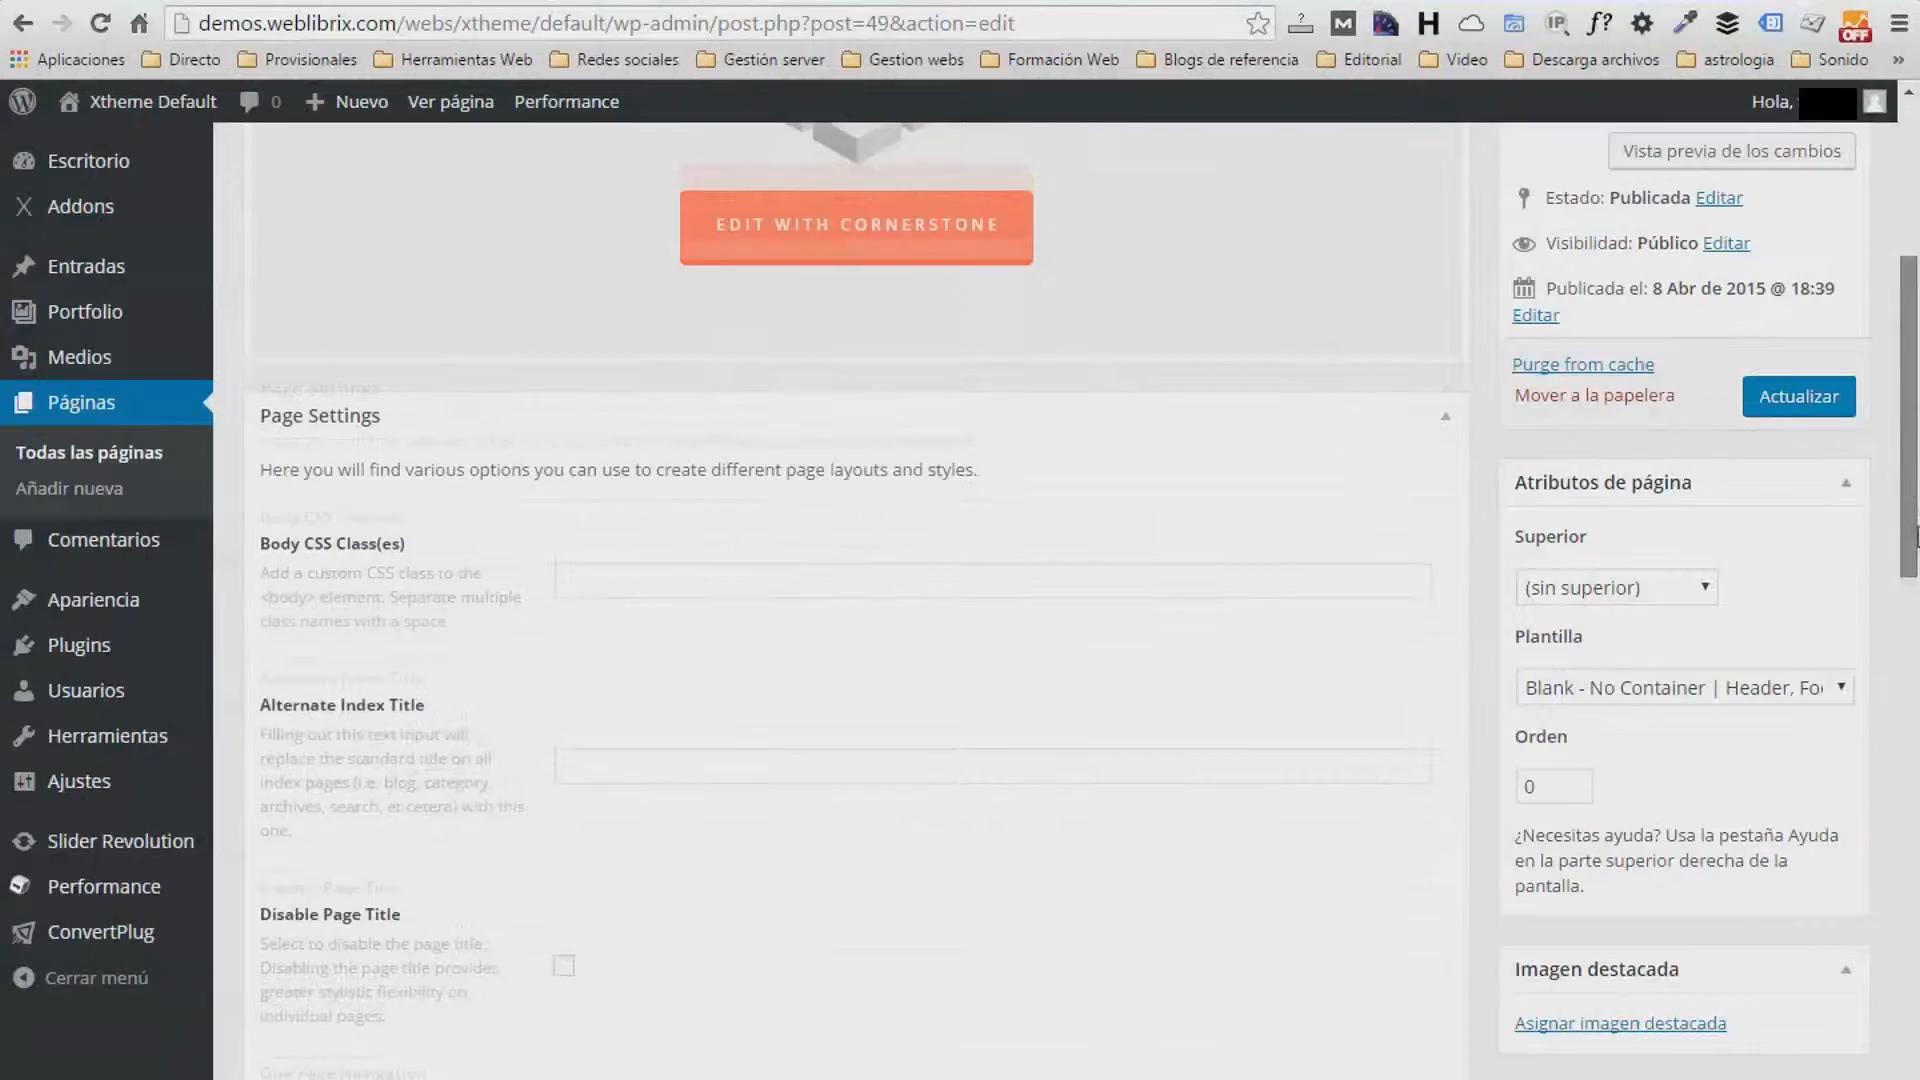 demos.weblibrix.com/webs/xtheme/default/wp-admin/post.php?post=49&action=edit
Aplicaciones Directo Provisionales Herramientas Web Redes sociales Gestión server Gestion webs Formación Web Blogs de referencia Editorial Video Descarga archivos astrologia Sonido »
Xtheme Default 0 + Nuevo Ver página Performance Hola,
Escritorio
Addons
Entradas
Portfolio
Medios
Páginas
Todas las páginas
Añadir nueva
Comentarios
Apariencia
Plugins
Usuarios
Herramientas
Ajustes
Slider Revolution
Performance
ConvertPlug
Cerrar menú
EDIT WITH CORNERSTONE
Page Settings
Here you will find various options you can use to create different page layouts and styles.
Body CSS Class(es)
Add a custom CSS class to the
<body> element. Separate multiple
class names with a space.
Alternate Index Title
Filling out this text input will
replace the standard title on all
index pages (i.e. blog, category
archives, search, et cetera) with this
one.
Disable Page Title
Select to disable the page title.
Disabling the page title provides
greater stylistic flexibility on
individual pages.
One Page Navigation
Vista previa de los cambios
Estado: Publicada Editar
Visibilidad: Público Editar
Publicada el: 8 Abr de 2015 @ 18:39
Editar
Purge from cache
Mover a la papelera
Actualizar
Atributos de página
Superior
(sin superior)
Plantilla
Blank - No Container | Header, Fo
Orden
0
¿Necesitas ayuda? Usa la pestaña Ayuda
en la parte superior derecha de la
pantalla.
Imagen destacada
Asignar imagen destacada